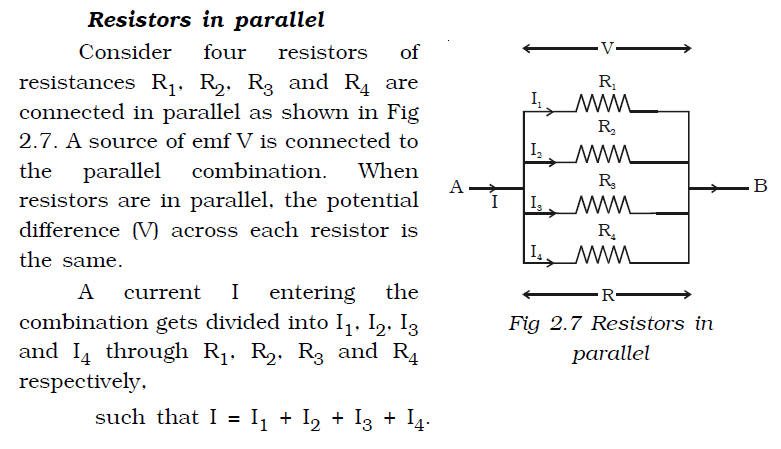 Resistors in parallel
Consider four resistors of
resistances R₁, R₂, R₃ and R₄ are
connected in parallel as shown in Fig
2.7. A source of emf V is connected to
the parallel combination. When
resistors are in parallel, the potential
difference (V) across each resistor is
the same.
A current I entering the
combination gets divided into I₁, I₂, I₃
and I₄ through R₁, R₂, R₃ and R₄
respectively,
such that I = I₁ + I₂ + I₃ + I₄.
V
R₁
I₁
R₂
I₂
R₃
A
B
I
I₃
R₄
I₄
R
Fig 2.7 Resistors in
parallel